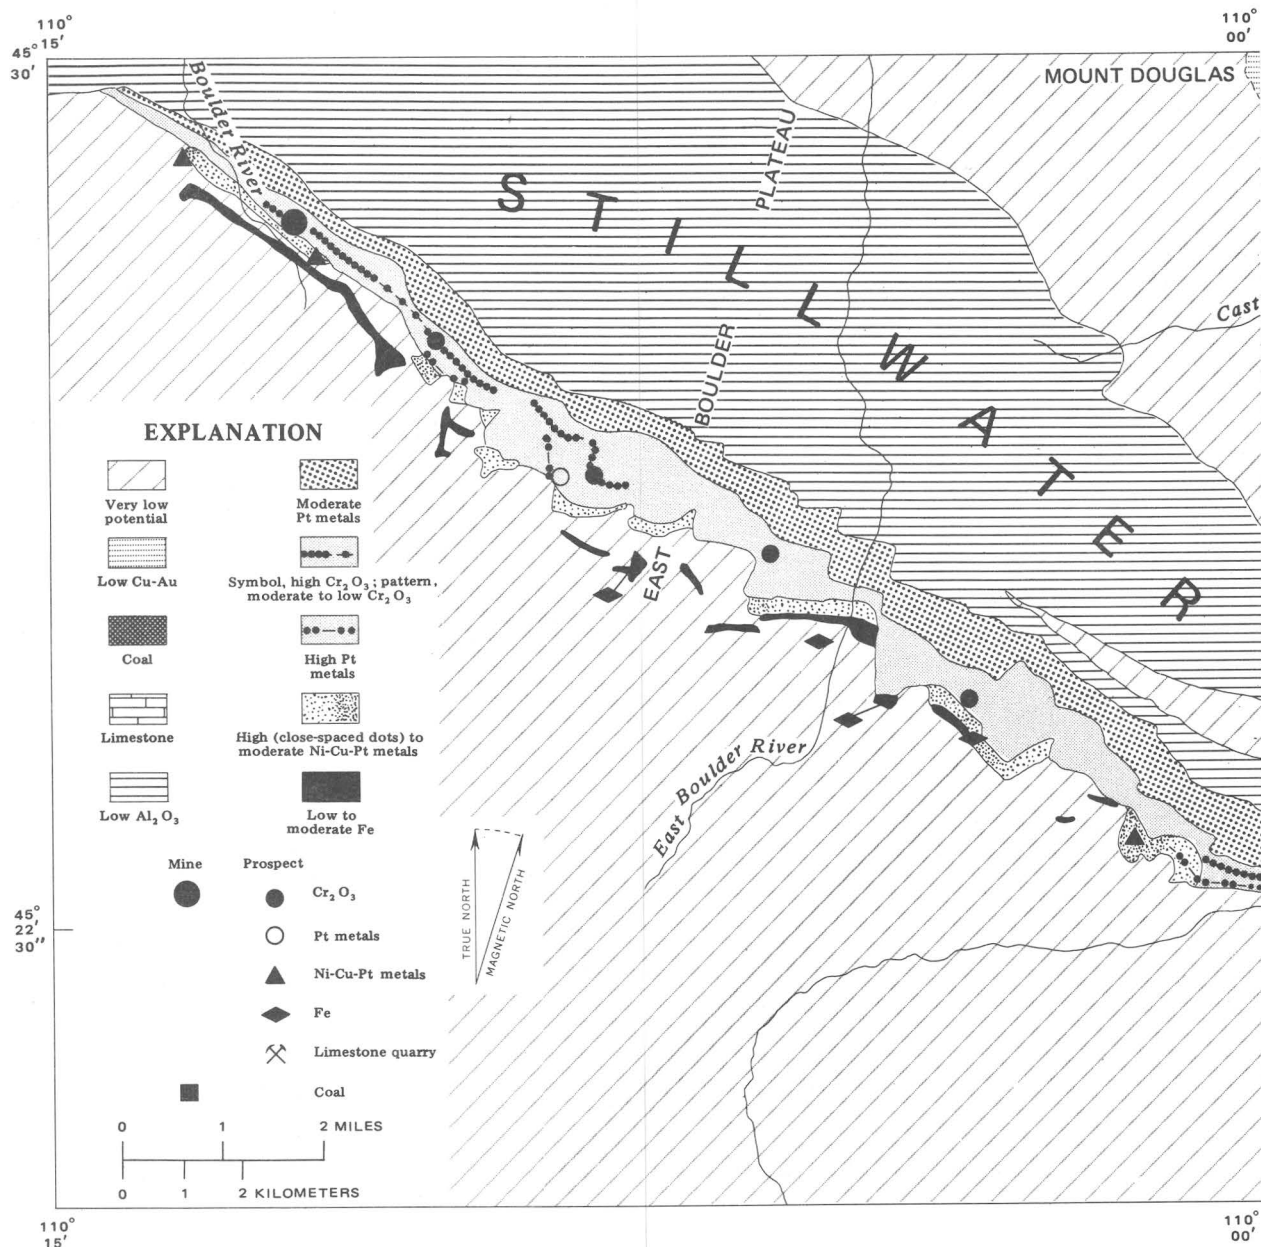 110°
15′
45°
30′
110°
00′
MOUNT DOUGLAS
Boulder River
STILLWATER
BOULDER PLATEAU
Cast
EAST
East Boulder River
EXPLANATION
Very low
potential
Low Cu-Au
Coal
Limestone
Low Al₂O₃
Moderate
Pt metals
Symbol, high Cr₂O₃; pattern,
moderate to low Cr₂O₃
High Pt
metals
High (close-spaced dots) to
moderate Ni-Cu-Pt metals
Low to
moderate Fe
Mine Prospect
Cr₂O₃
Pt metals
Ni-Cu-Pt metals
Fe
Limestone quarry
Coal
TRUE NORTH
MAGNETIC NORTH
45°
22′
30″
0 1 2 MILES
0 1 2 KILOMETERS
110°
15′
110°
00′